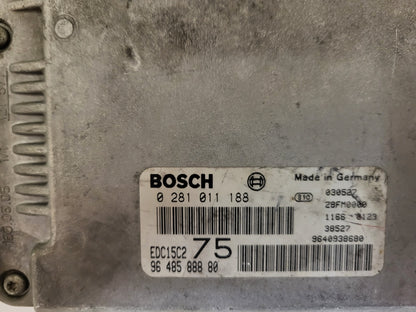 BOSCH
Made in Germany
0 281 011 188
030527
28FM0000
1166 0123
38527
9640938680
EDC15C2 75
96 485 888 80